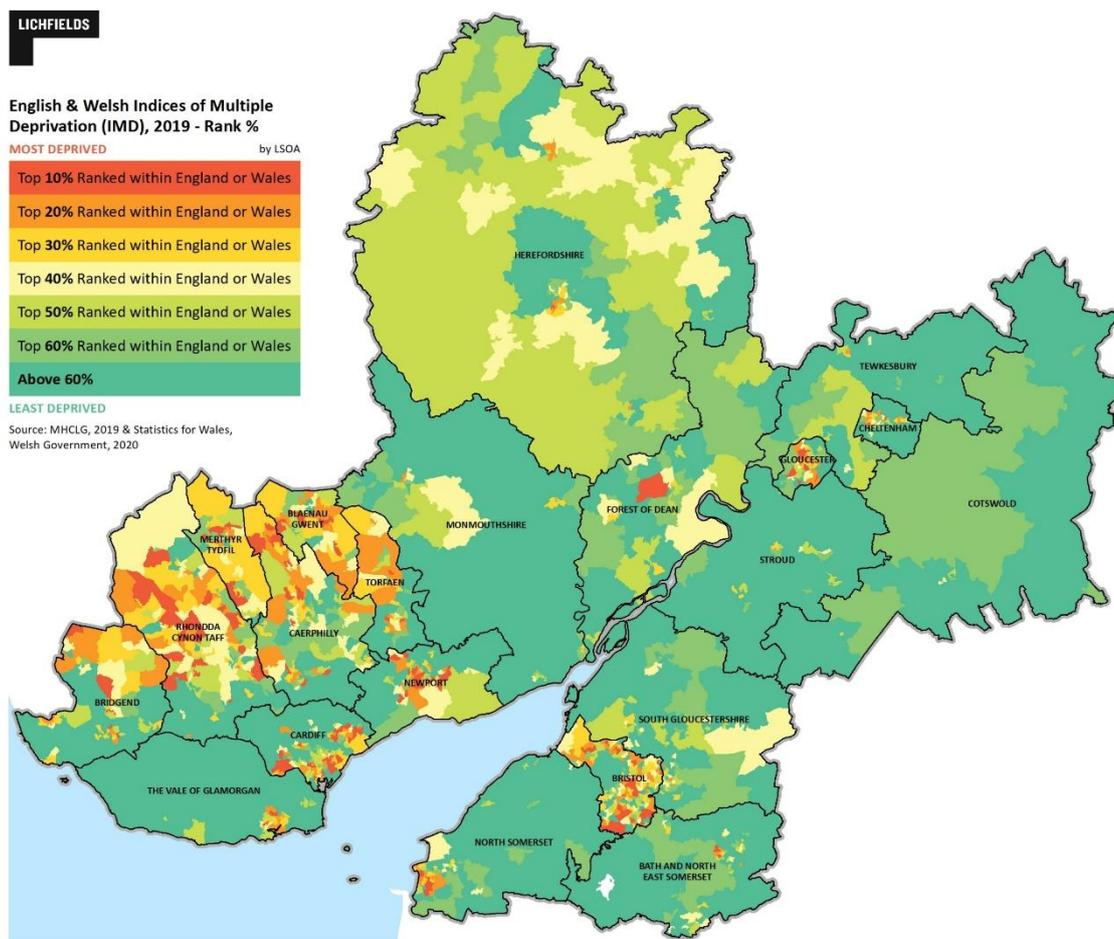 LICHFIELDS
English & Welsh Indices of Multiple
Deprivation (IMD), 2019 - Rank %
MOST DEPRIVED by LSOA
Top 10% Ranked within England or Wales
Top 20% Ranked within England or Wales
Top 30% Ranked within England or Wales
Top 40% Ranked within England or Wales
Top 50% Ranked within England or Wales
Top 60% Ranked within England or Wales
Above 60%
LEAST DEPRIVED
Source: MHCLG, 2019 & Statistics for Wales,
Welsh Government, 2020
HEREFORDSHIRE
TEWKESBURY
CHELTENHAM
GLOUCESTER
COTSWOLD
FOREST OF DEAN
MONMOUTHSHIRE
STROUD
BLAENAU
GWENT
MERTHYR
TYDFIL
TORFAEN
RHONDDA
CYNON TAFF
CAERPHILLY
NEWPORT
BRIDGEND
CARDIFF
THE VALE OF GLAMORGAN
SOUTH GLOUCESTERSHIRE
BRISTOL
NORTH SOMERSET
BATH AND NORTH
EAST SOMERSET